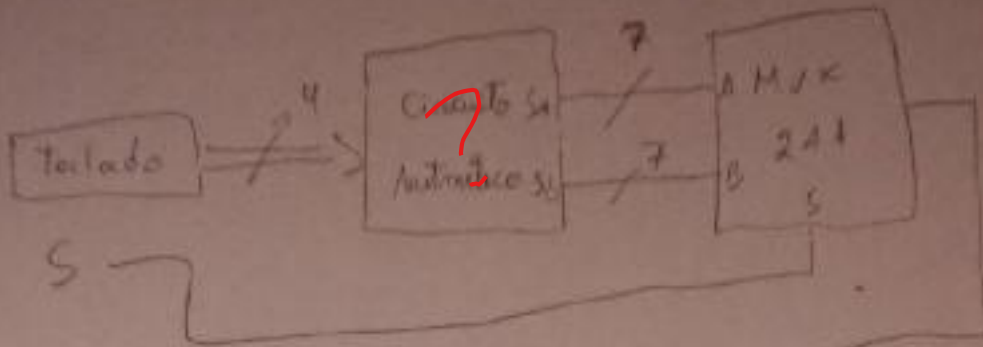 7
4
Circuito S1
A MUX
teclado
2 A 1
7
Aritmético S2
B
S
S
?